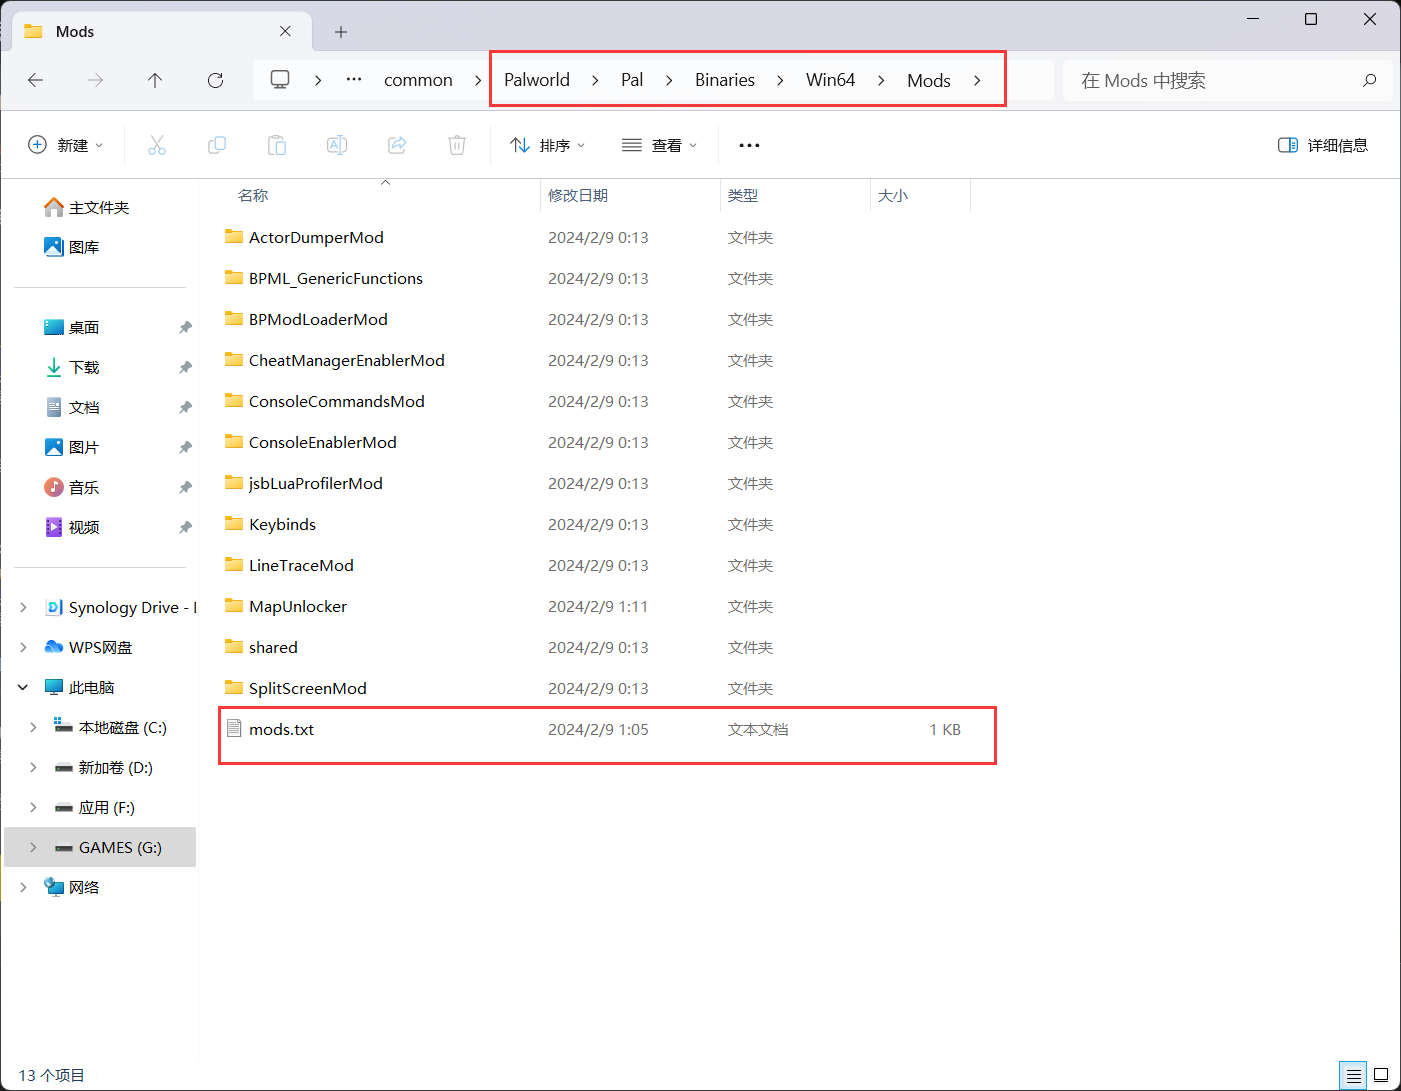 Mods
… common Palworld Pal Binaries Win64 Mods
在 Mods 中搜索
新建 排序 查看 … 详细信息
名称 修改日期 类型 大小
主文件夹
图库
桌面
下载
文档
图片
音乐
视频
Synology Drive -
WPS网盘
此电脑
本地磁盘 (C:)
新加卷 (D:)
应用 (F:)
GAMES (G:)
网络
ActorDumperMod 2024/2/9 0:13 文件夹
BPML_GenericFunctions 2024/2/9 0:13 文件夹
BPModLoaderMod 2024/2/9 0:13 文件夹
CheatManagerEnablerMod 2024/2/9 0:13 文件夹
ConsoleCommandsMod 2024/2/9 0:13 文件夹
ConsoleEnablerMod 2024/2/9 0:13 文件夹
jsbLuaProfilerMod 2024/2/9 0:13 文件夹
Keybinds 2024/2/9 0:13 文件夹
LineTraceMod 2024/2/9 0:13 文件夹
MapUnlocker 2024/2/9 1:11 文件夹
shared 2024/2/9 0:13 文件夹
SplitScreenMod 2024/2/9 0:13 文件夹
mods.txt 2024/2/9 1:05 文本文档 1 KB
13 个项目